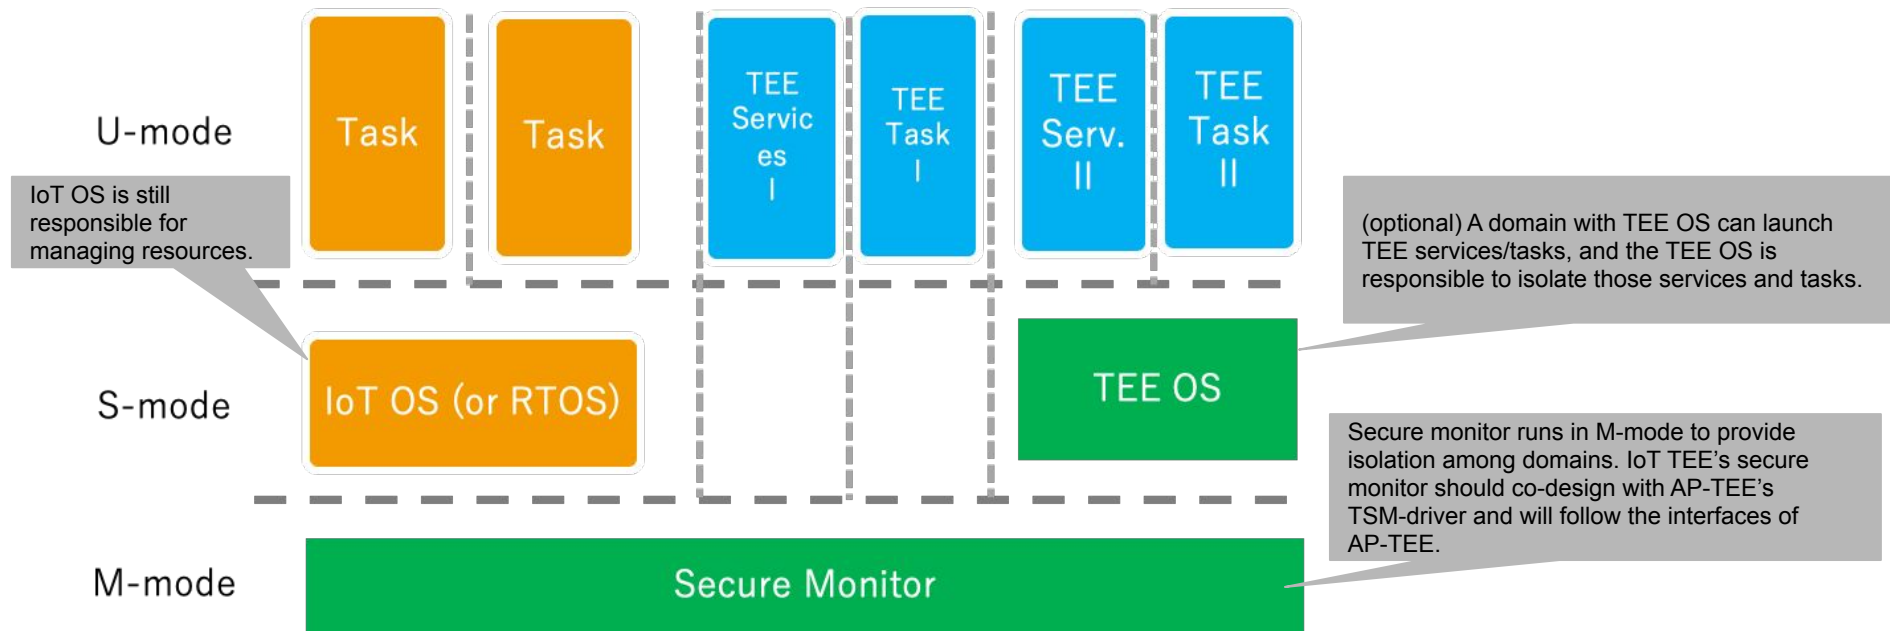 U-mode
Task
Task
TEE
Servic
es
I
TEE
Task
I
TEE
Serv.
II
TEE
Task
II
IoT OS is still
responsible for
managing resources.
(optional) A domain with TEE OS can launch
TEE services/tasks, and the TEE OS is
responsible to isolate those services and tasks.
S-mode
IoT OS (or RTOS)
TEE OS
Secure monitor runs in M-mode to provide
isolation among domains. IoT TEE’s secure
monitor should co-design with AP-TEE’s
TSM-driver and will follow the interfaces of
AP-TEE.
M-mode
Secure Monitor